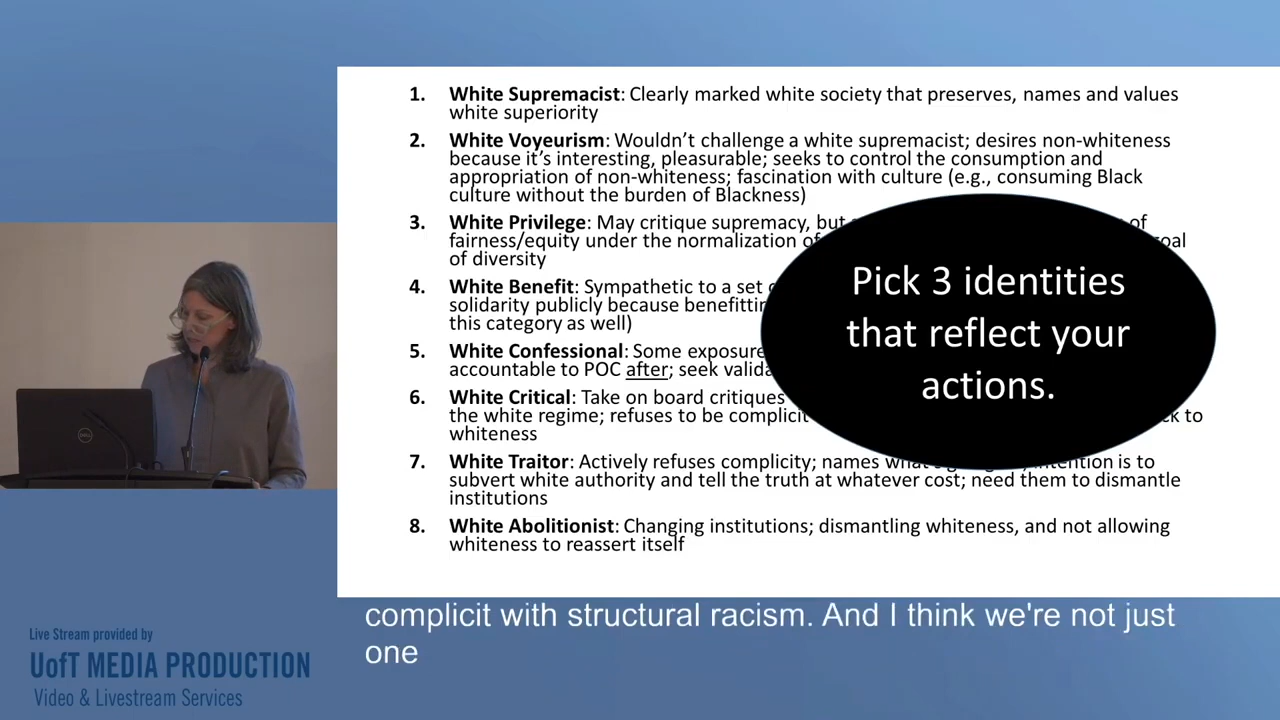 1. White Supremacist: Clearly marked white society that preserves, names and values
white superiority
2. White Voyeurism: Wouldn't challenge a white supremacist; desires non-whiteness
because it's interesting, pleasurable; seeks to control the consumption and
appropriation of non-whiteness; fascination with culture (e.g., consuming Black
culture without the burden of Blackness)
3. White Privilege: May critique supremacy, but of
fairness/equity under the normalization of
of diversity
4. White Benefit: Sympathetic to a set
solidarity publicly because
this category as well)
5. White Confessional: Some
accountable to POC after; seek
6. White Critical: Take on board critiques
the white regime; refuses to be complicit to
whiteness
7. White Traitor: Actively refuses complicity; names is to
subvert white authority and tell the truth at whatever cost; need them to dismantle
institutions
8. White Abolitionist: Changing institutions; dismantling whiteness, and not allowing
whiteness to reassert itself
Pick 3 identities
that reflect your
actions.
DELL
complicit with structural racism. And I think we're not just
one
Live Stream provided by
UofT MEDIA PRODUCTION
Video & Livestream Services